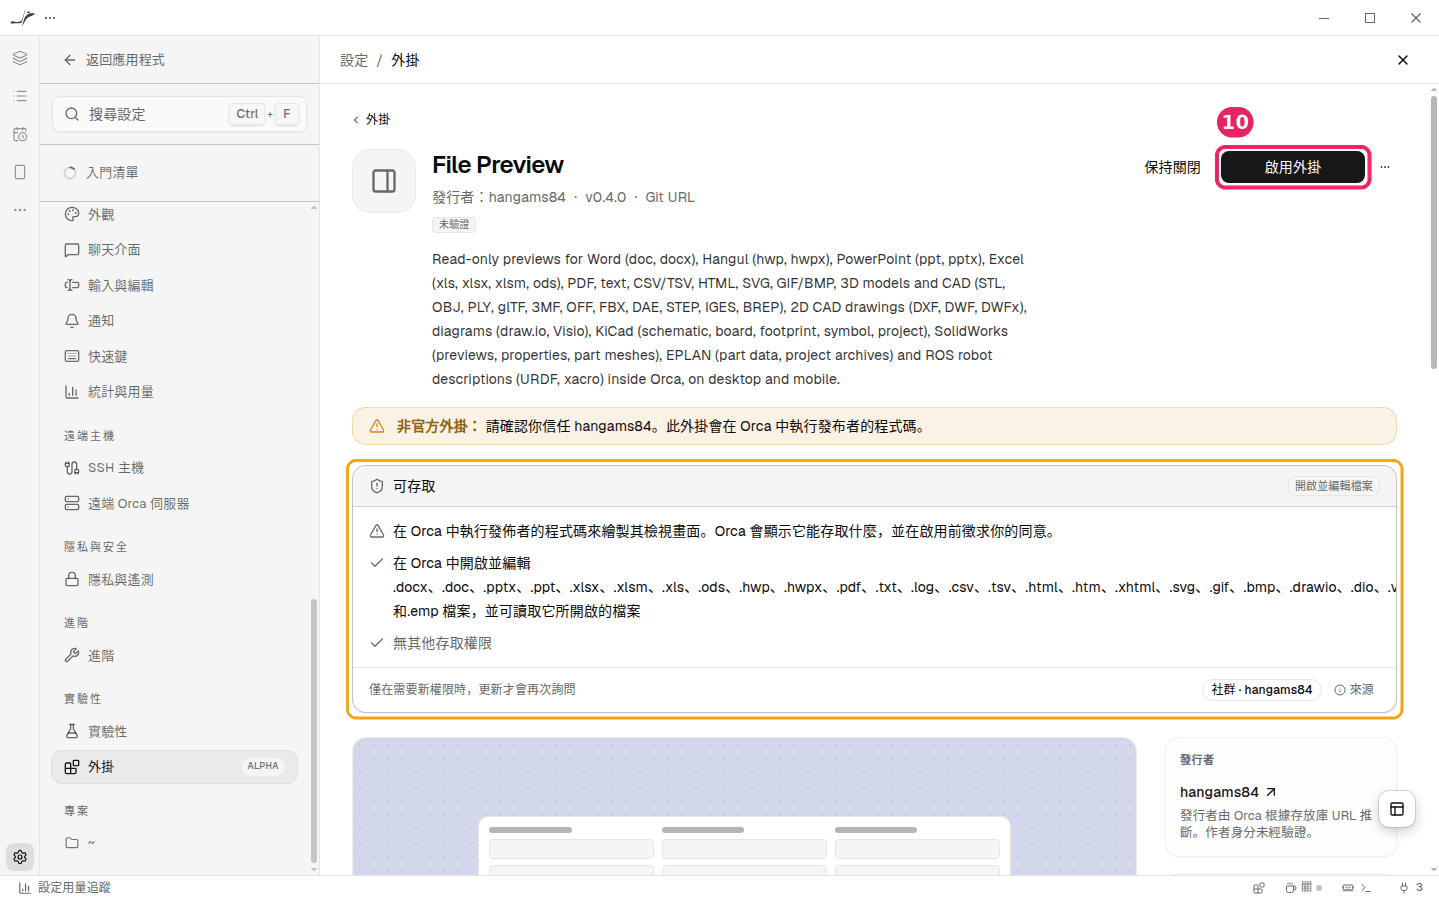 返回應用程式
設定 / 外掛
搜尋設定 Ctrl + F
入門清單
外觀
聊天介面
輸入與編輯
通知
快速鍵
統計與用量
遠端主機
SSH 主機
遠端 Orca 伺服器
隱私與安全
隱私與遙測
進階
進階
實驗性
實驗性
外掛 ALPHA
專案
~
外掛
10
File Preview
保持關閉 啟用外掛
發行者：hangams84 · v0.4.0 · Git URL
未驗證
Read-only previews for Word (doc, docx), Hangul (hwp, hwpx), PowerPoint (ppt, pptx), Excel
(xls, xlsx, xlsm, ods), PDF, text, CSV/TSV, HTML, SVG, GIF/BMP, 3D models and CAD (STL,
OBJ, PLY, glTF, 3MF, OFF, FBX, DAE, STEP, IGES, BREP), 2D CAD drawings (DXF, DWF, DWFx),
diagrams (draw.io, Visio), KiCad (schematic, board, footprint, symbol, project), SolidWorks
(previews, properties, part meshes), EPLAN (part data, project archives) and ROS robot
descriptions (URDF, xacro) inside Orca, on desktop and mobile.
非官方外掛： 請確認你信任 hangams84。此外掛會在 Orca 中執行發布者的程式碼。
可存取 開啟並編輯檔案
在 Orca 中執行發佈者的程式碼來繪製其檢視畫面。Orca 會顯示它能存取什麼，並在啟用前徵求你的同意。
在 Orca 中開啟並編輯
.docx、.doc、.pptx、.ppt、.xlsx、.xlsm、.xls、.ods、.hwp、.hwpx、.pdf、.txt、.log、.csv、.tsv、.html、.htm、.xhtml、.svg、.gif、.bmp、.drawio、.dio、.v
和.emp 檔案，並可讀取它所開啟的檔案
無其他存取權限
僅在需要新權限時，更新才會再次詢問 社群 · hangams84 來源
發行者
hangams84
發行者由 Orca 根據存放庫 URL 推
斷。作者身分未經驗證。
設定用量追蹤 關 3